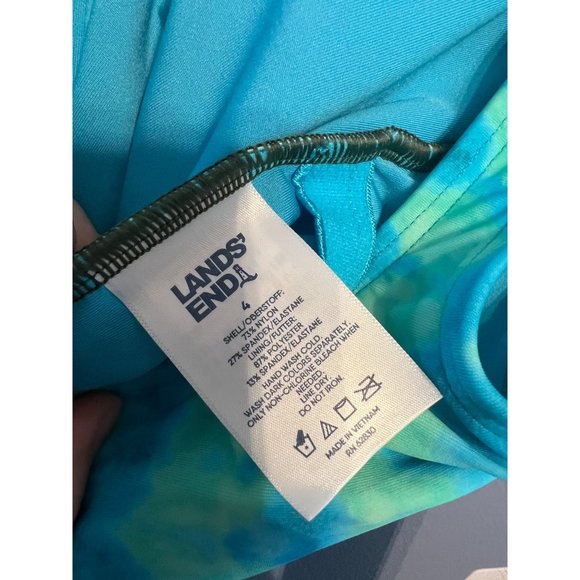 LANDS'
END
4
SHELL/OBERSTOFF:
73% NYLON
27% SPANDEX/ELASTANE
LINING/FUTTER:
87% POLYESTER
13% SPANDEX/ELASTANE
HAND WASH COLD
WASH DARK COLORS SEPARATELY
ONLY NON-CHLORINE BLEACH WHEN
NEEDED.
LINE DRY.
DO NOT IRON.
MADE IN VIETNAM
RN 62830